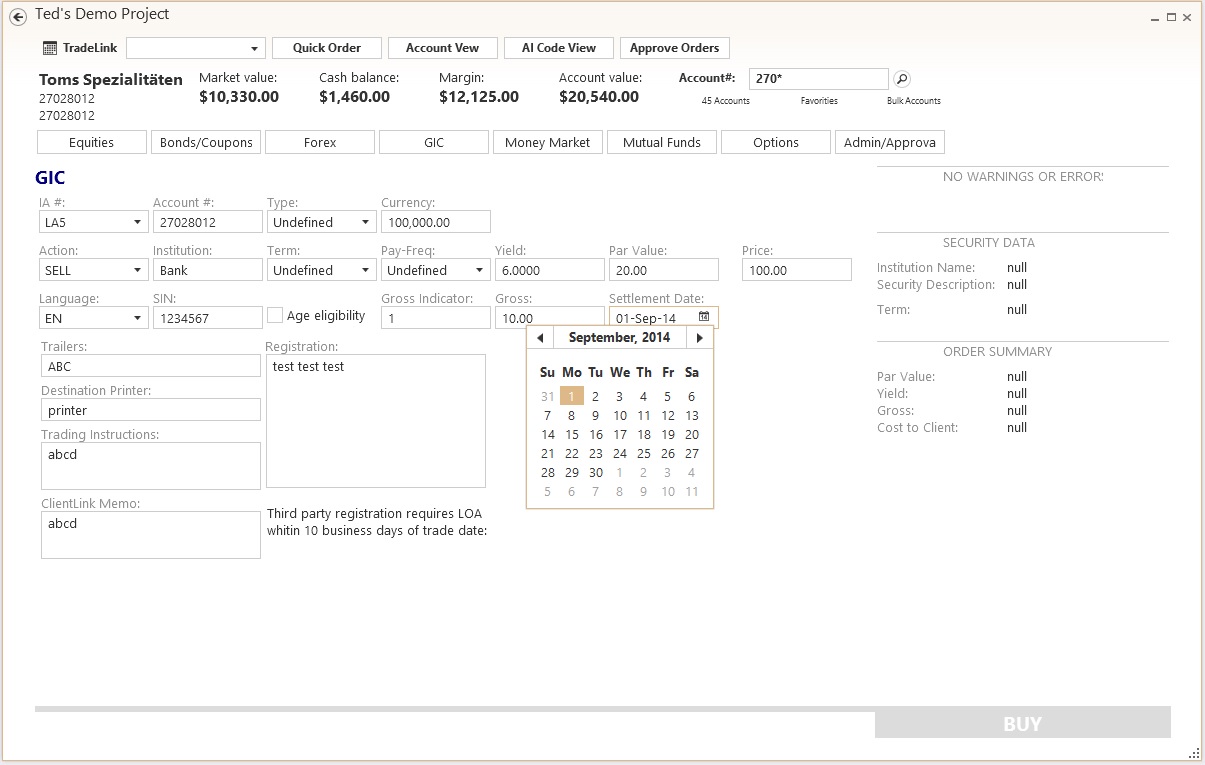 Ted's Demo Project
TradeLink
Quick Order
Account Vew
AI Code View
Approve Orders
Toms Spezialitäten
27028012
27028012
Market value:
$10,330.00
Cash balance:
$1,460.00
Margin:
$12,125.00
Account value:
$20,540.00
Account#:
270*
45 Accounts
Favorities
Bulk Accounts
Equities
Bonds/Coupons
Forex
GIC
Money Market
Mutual Funds
Options
Admin/Approva
GIC
IA #:
LA5
Account #:
27028012
Type:
Undefined
Currency:
100,000.00
Action:
SELL
Institution:
Bank
Term:
Undefined
Pay-Freq:
Undefined
Yield:
6.0000
Par Value:
20.00
Price:
100.00
Language:
EN
SIN:
1234567
Age eligibility
Gross Indicator:
1
Gross:
10.00
Settlement Date:
01-Sep-14
14
September, 2014
Su Mo Tu We Th Fr Sa
31 1 2 3 4 5 6
7 8 9 10 11 12 13
14 15 16 17 18 19 20
21 22 23 24 25 26 27
28 29 30 1 2 3 4
5 6 7 8 9 10 11
Trailers:
ABC
Destination Printer:
printer
Trading Instructions:
abcd
ClientLink Memo:
abcd
Registration:
test test test
Third party registration requires LOA
whitin 10 business days of trade date:
NO WARNINGS OR ERROR!
SECURITY DATA
Institution Name: null
Security Description: null
Term: null
ORDER SUMMARY
Par Value: null
Yield: null
Gross: null
Cost to Client: null
BUY